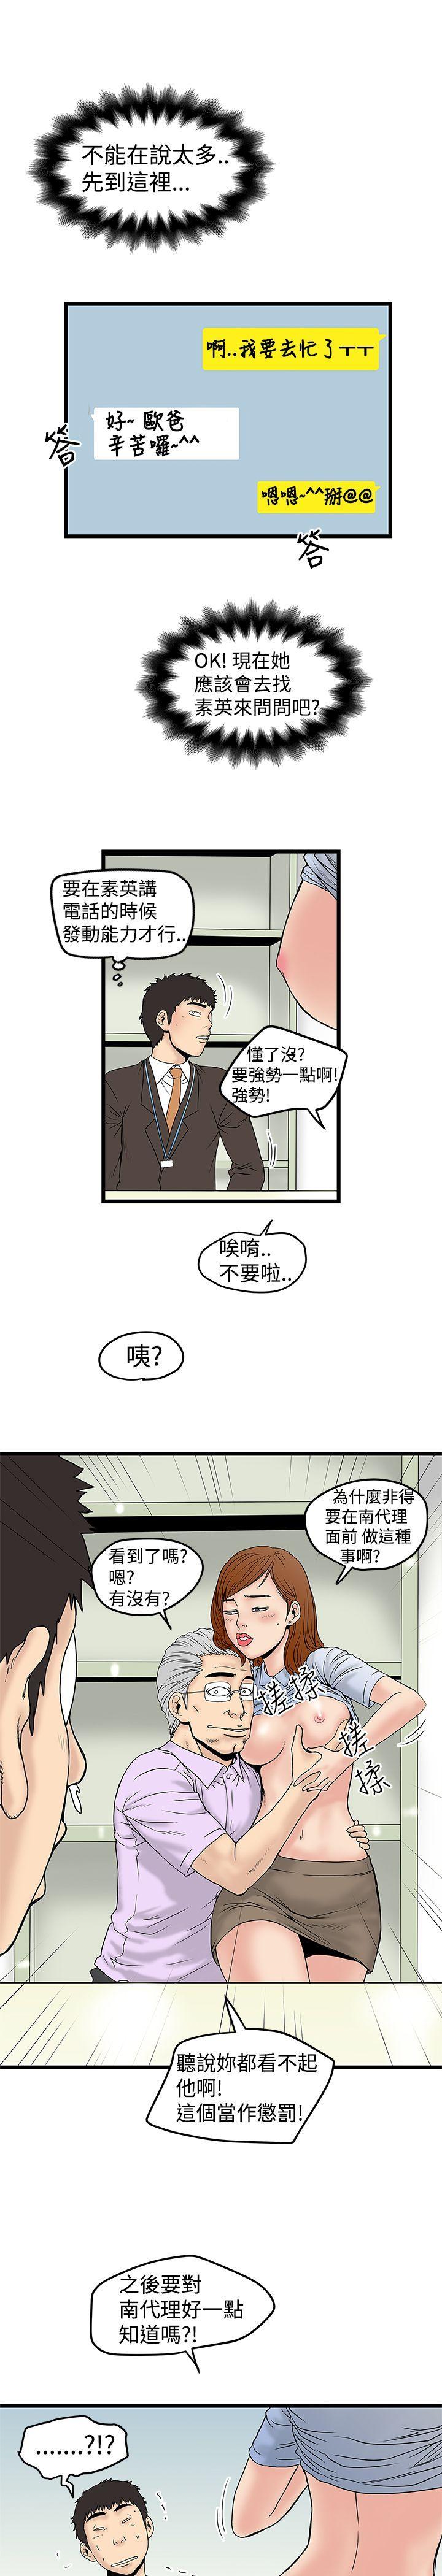 不能在說太多..
先到這裡...
啊..我要去忙了ㅜㅜ
好~ 歐爸
辛苦囉~^^
答
嗯嗯~^^掰@@
答
OK! 現在她
應該會去找
素英來問問吧?
要在素英講
電話的時候
發動能力才行..
懂了沒?
要強勢一點啊!
強勢!
唉唷..
不要啦..
咦?
為什麼非得
要在南代理
面前 做這種
事啊?
看到了嗎?
嗯?
有沒有?
搓揉
搓揉
聽說妳都看不起
他啊!
這個當作懲罰!
之後要對
南代理好一點
知道嗎?!
.......?!?